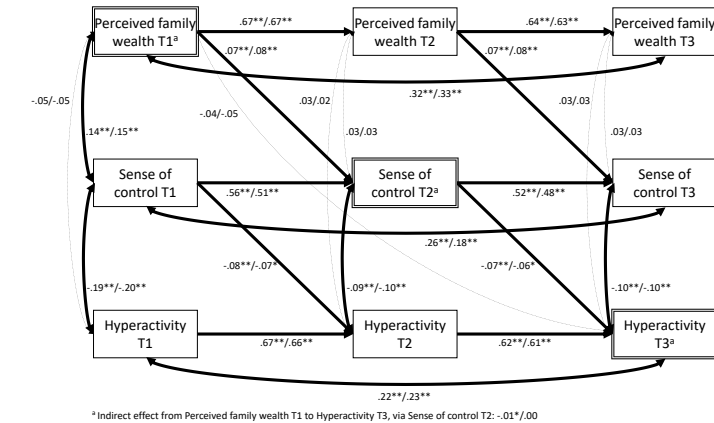 Perceived family
wealth T1ᵃ
.67**/.67**
Perceived family
wealth T2
.64**/.63**
Perceived family
wealth T3
.07**/.08**
.07**/.08**
.32**/.33**
-.05/-.05
-.04/-.05
.03/.02
.03/.03
.03/.03
.03/.03
.14**/.15**
Sense of
control T1
.56**/.51**
Sense of
control T2ᵃ
.52**/.48**
Sense of
control T3
.26**/.18**
-.08**/-.07*
-.07**/-.06*
-.19**/-.20**
-.09**/-.10**
-.10**/-.10**
Hyperactivity
T1
.67**/.66**
Hyperactivity
T2
.62**/.61**
Hyperactivity
T3ᵃ
.22**/.23**
ᵃ Indirect effect from Perceived family wealth T1 to Hyperactivity T3, via Sense of control T2: -.01*/.00